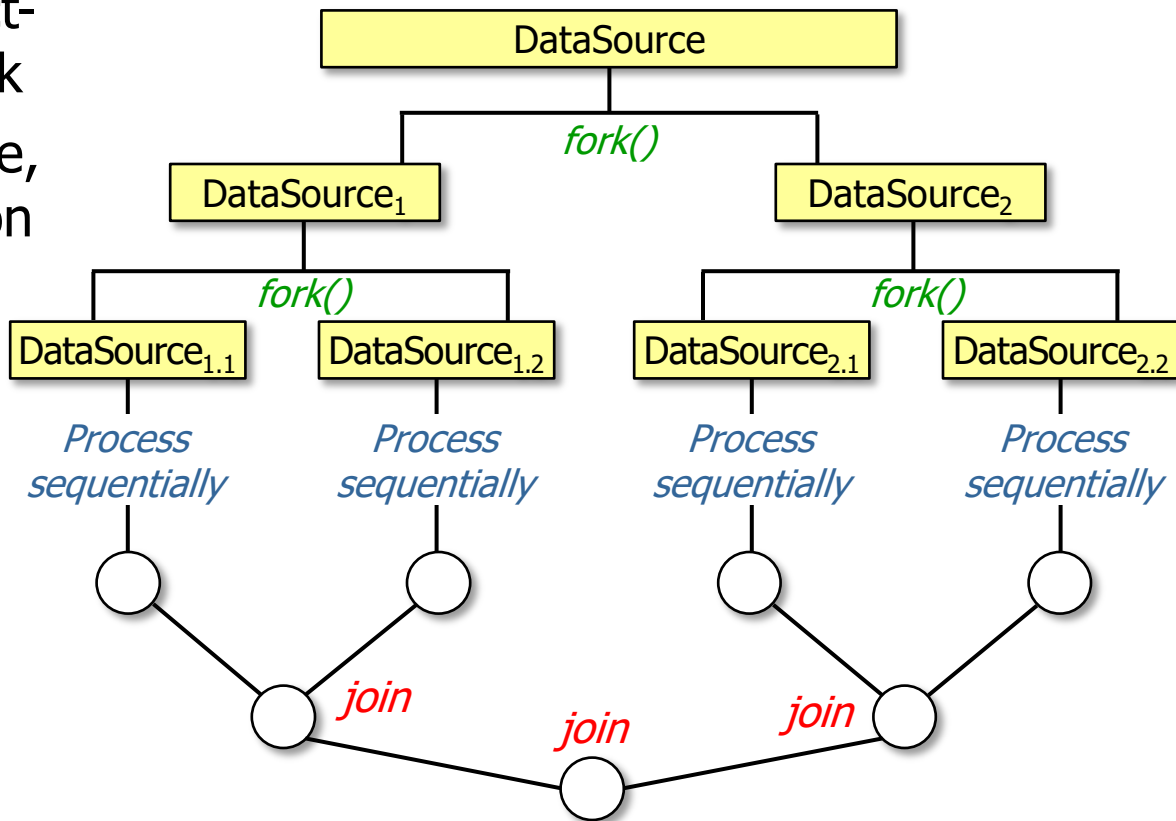 DataSource
fork()
DataSource₁ DataSource₂
fork() fork()
DataSource₁.₁ DataSource₁.₂ DataSource₂.₁ DataSource₂.₂
Process Process Process Process
sequentially sequentially sequentially sequentially
join join join